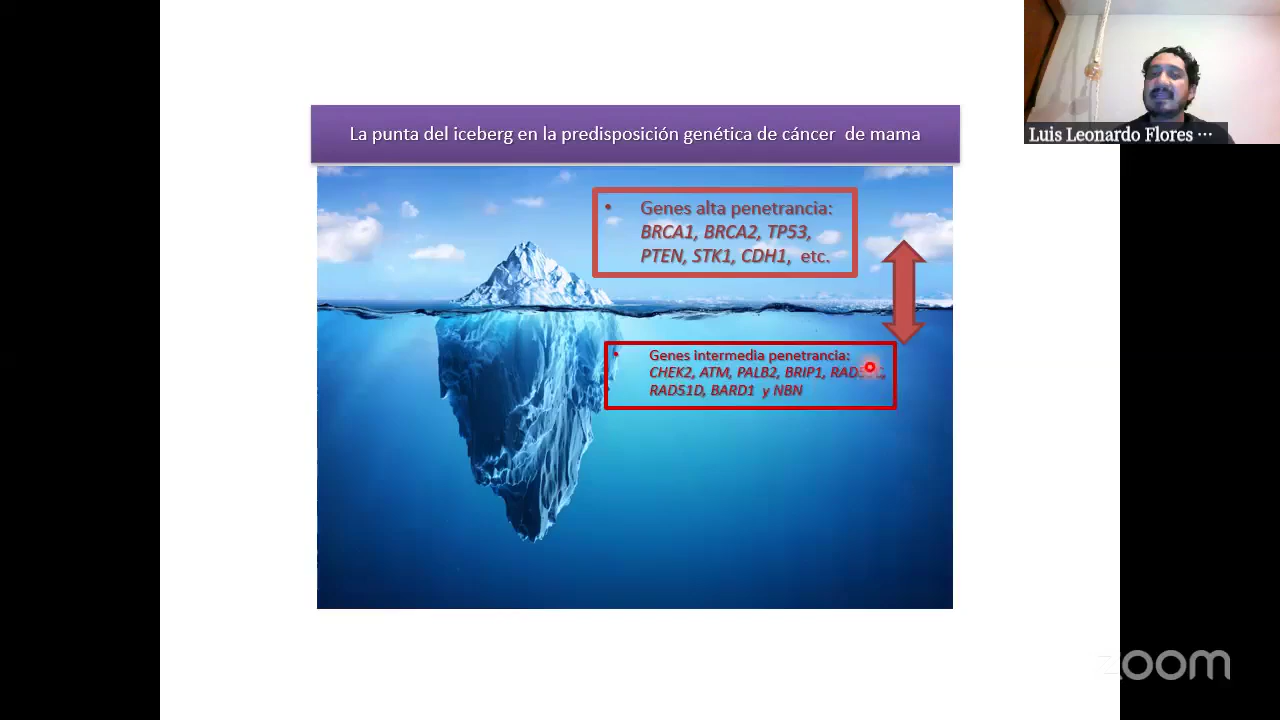 La punta del iceberg en la predisposición genética de cáncer de mama
Luis Leonardo Flores ···
• Genes alta penetrancia:
BRCA1, BRCA2, TP53,
PTEN, STK1, CDH1, etc.
• Genes intermedia penetrancia:
CHEK2, ATM, PALB2, BRIP1,
RAD51D, BARD1 y NBN
zoom